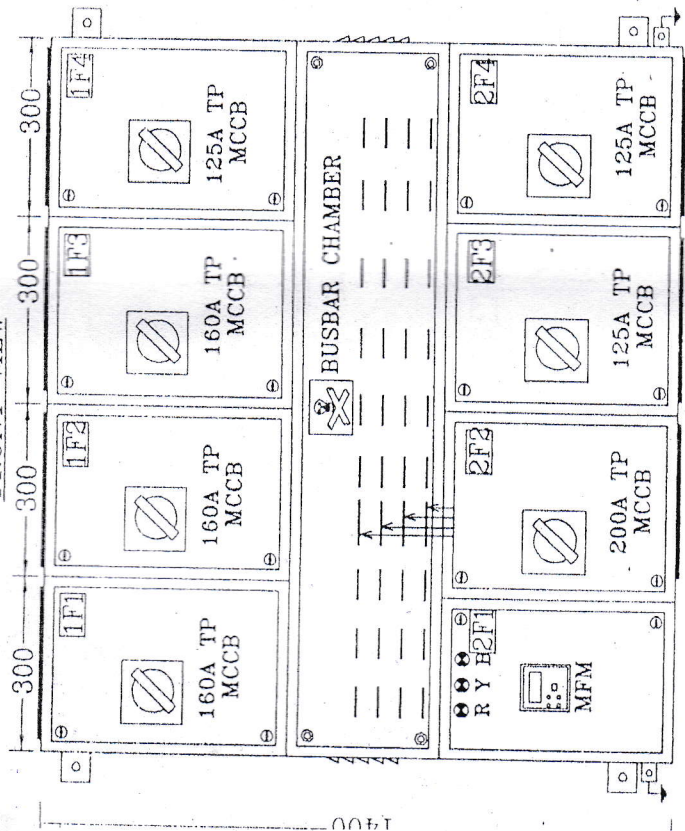 300 300 300 300
1F1 1F2 1F3 1F4
160A TP
MCCB
160A TP
MCCB
160A TP
MCCB
125A TP
MCCB
BUSBAR CHAMBER
2F1 2F2 2F3 2F4
R Y B
MFM
200A TP
MCCB
125A TP
MCCB
125A TP
MCCB
1400